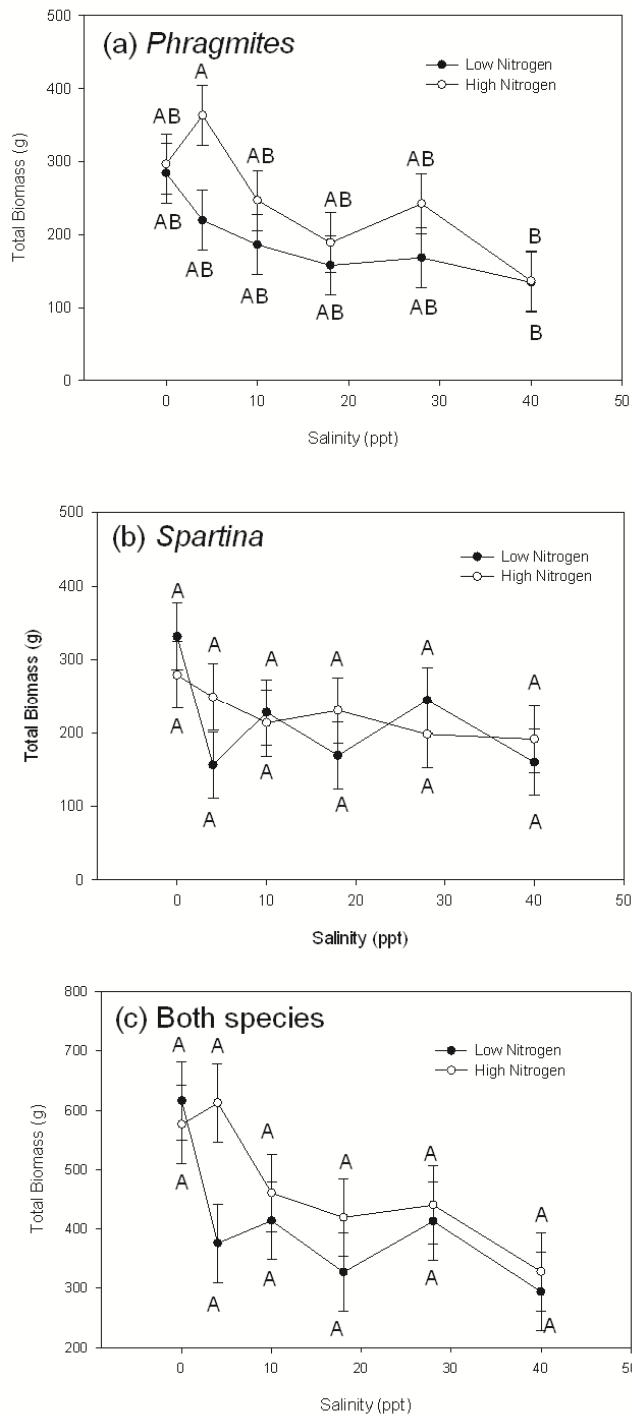 (a) Phragmites
Low Nitrogen
High Nitrogen
Total Biomass (g)
500
400
300
200
100
0
A
AB
AB
AB
AB
B
AB
AB
AB
AB
AB
B
0
10
20
30
40
50
Salinity (ppt)
(b) Spartina
Low Nitrogen
High Nitrogen
Total Biomass (g)
500
400
300
200
100
0
A
A
A
A
A
A
A
A
A
A
A
A
0
10
20
30
40
50
Salinity (ppt)
(c) Both species
Low Nitrogen
High Nitrogen
Total Biomass (g)
800
700
600
500
400
300
200
A
A
A
A
A
A
A
A
A
A
A
A
0
10
20
30
40
50
Salinity (ppt)